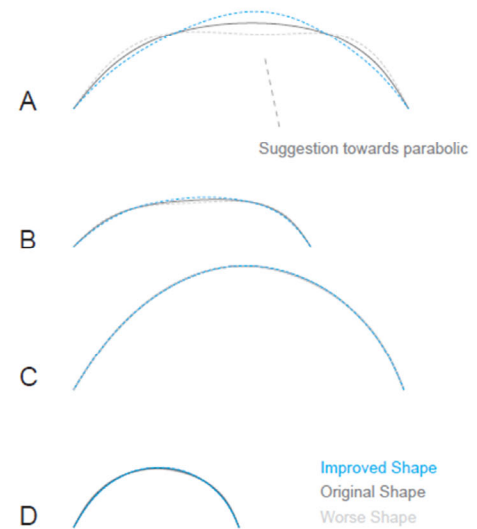 A
Suggestion towards parabolic
B
C
D
Improved Shape
Original Shape
Worse Shape